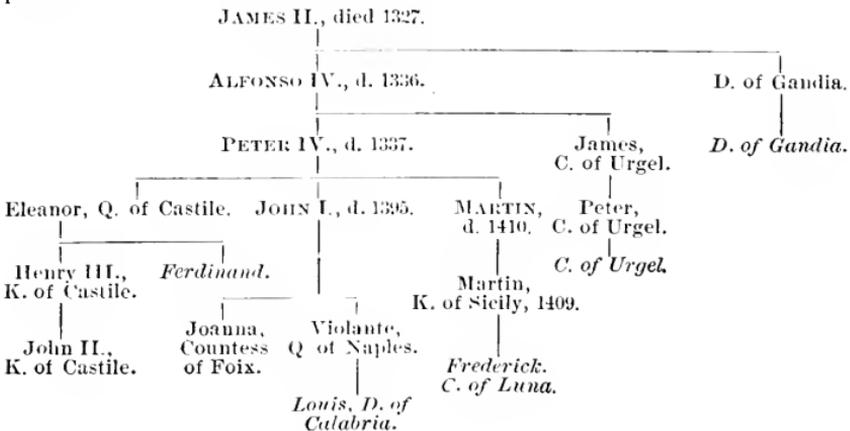 JAMES II., died 1327.
ALFONSO IV., d. 1336.
D. of Gandia.
PETER IV., d. 1337.
James,
C. of Urgel.
D. of Gandia.
Eleanor, Q. of Castile.
JOHN I., d. 1395.
MARTIN,
d. 1410.
Peter,
C. of Urgel.
C. of Urgel.
Henry III.,
K. of Castile.
Ferdinand.
Martin,
K. of Sicily, 1409.
John II.,
K. of Castile.
Joanna,
Countess
of Foix.
Violante,
Q of Naples.
Frederick.
C. of Luna.
Louis, D. of
Calabria.